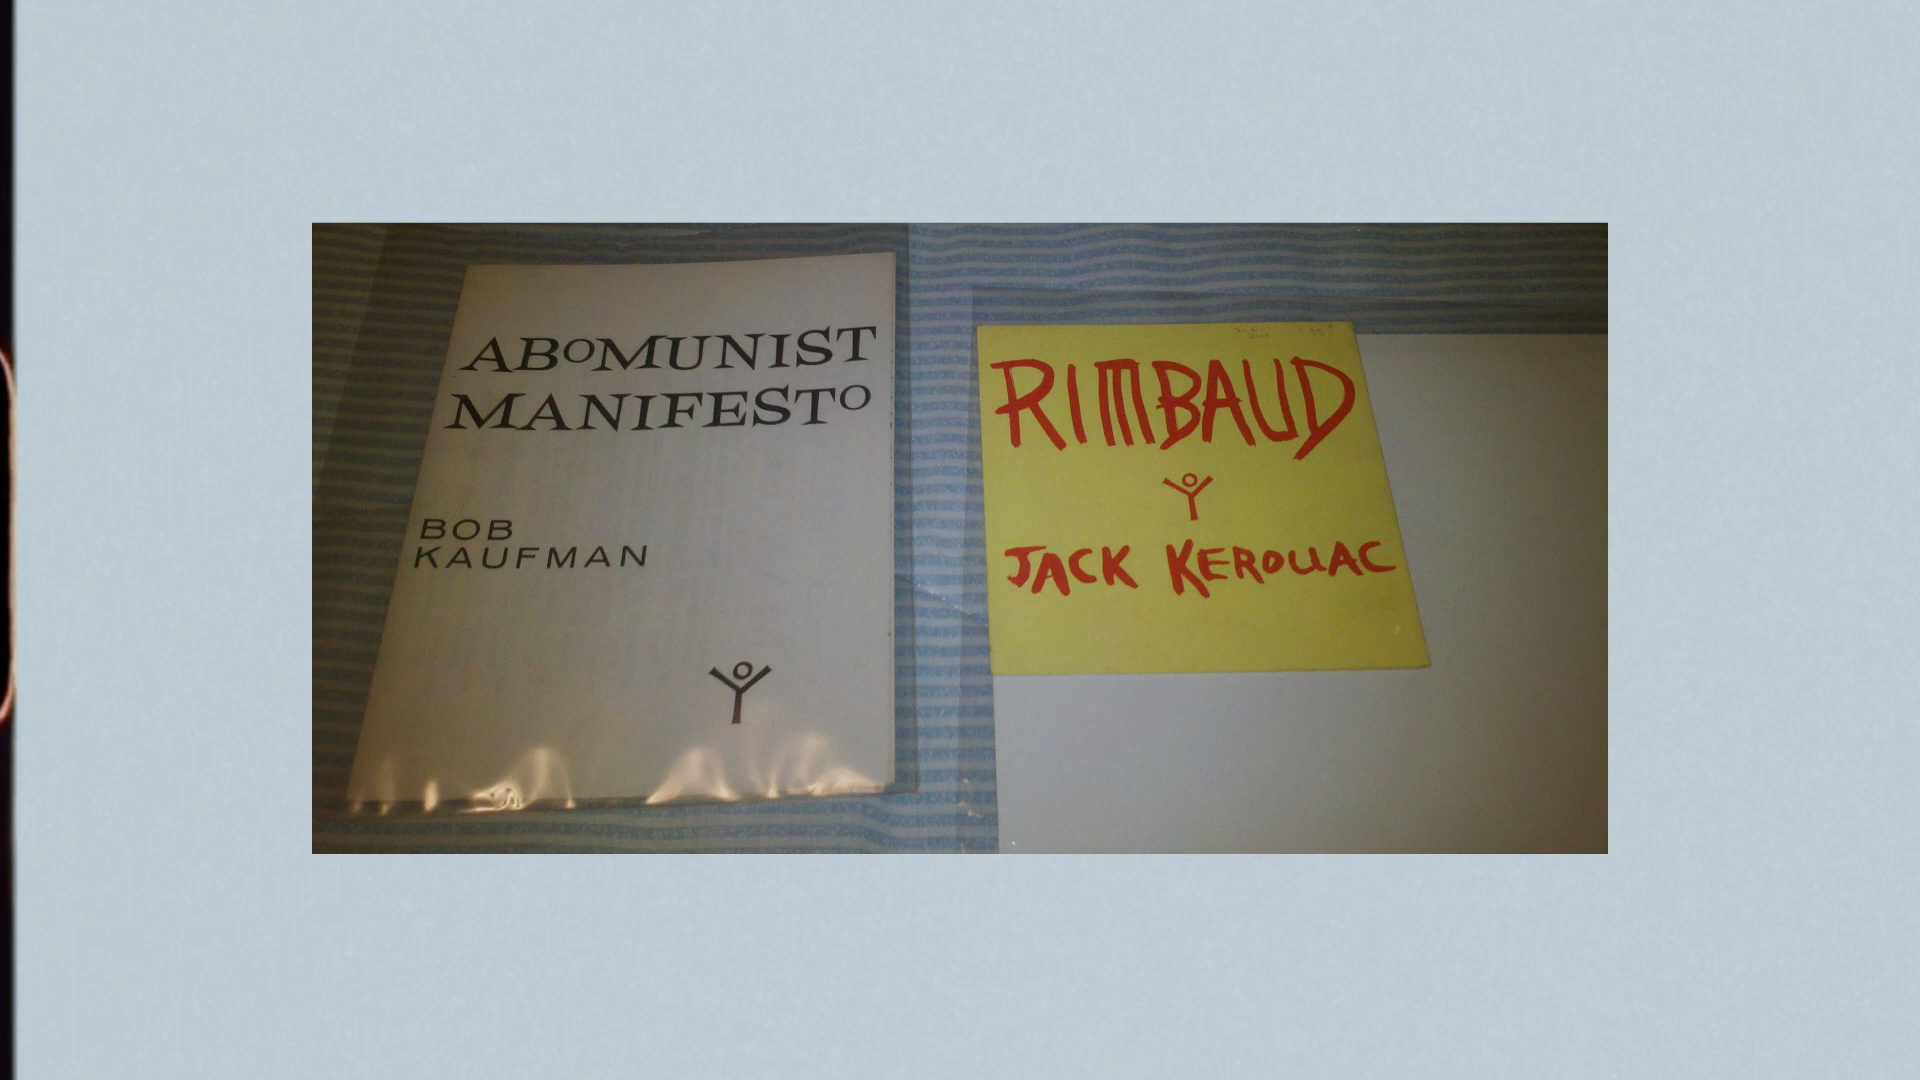 ABOMUNIST
MANIFESTO
BOB
KAUFMAN
RIMBAUD
JACK KEROUAC